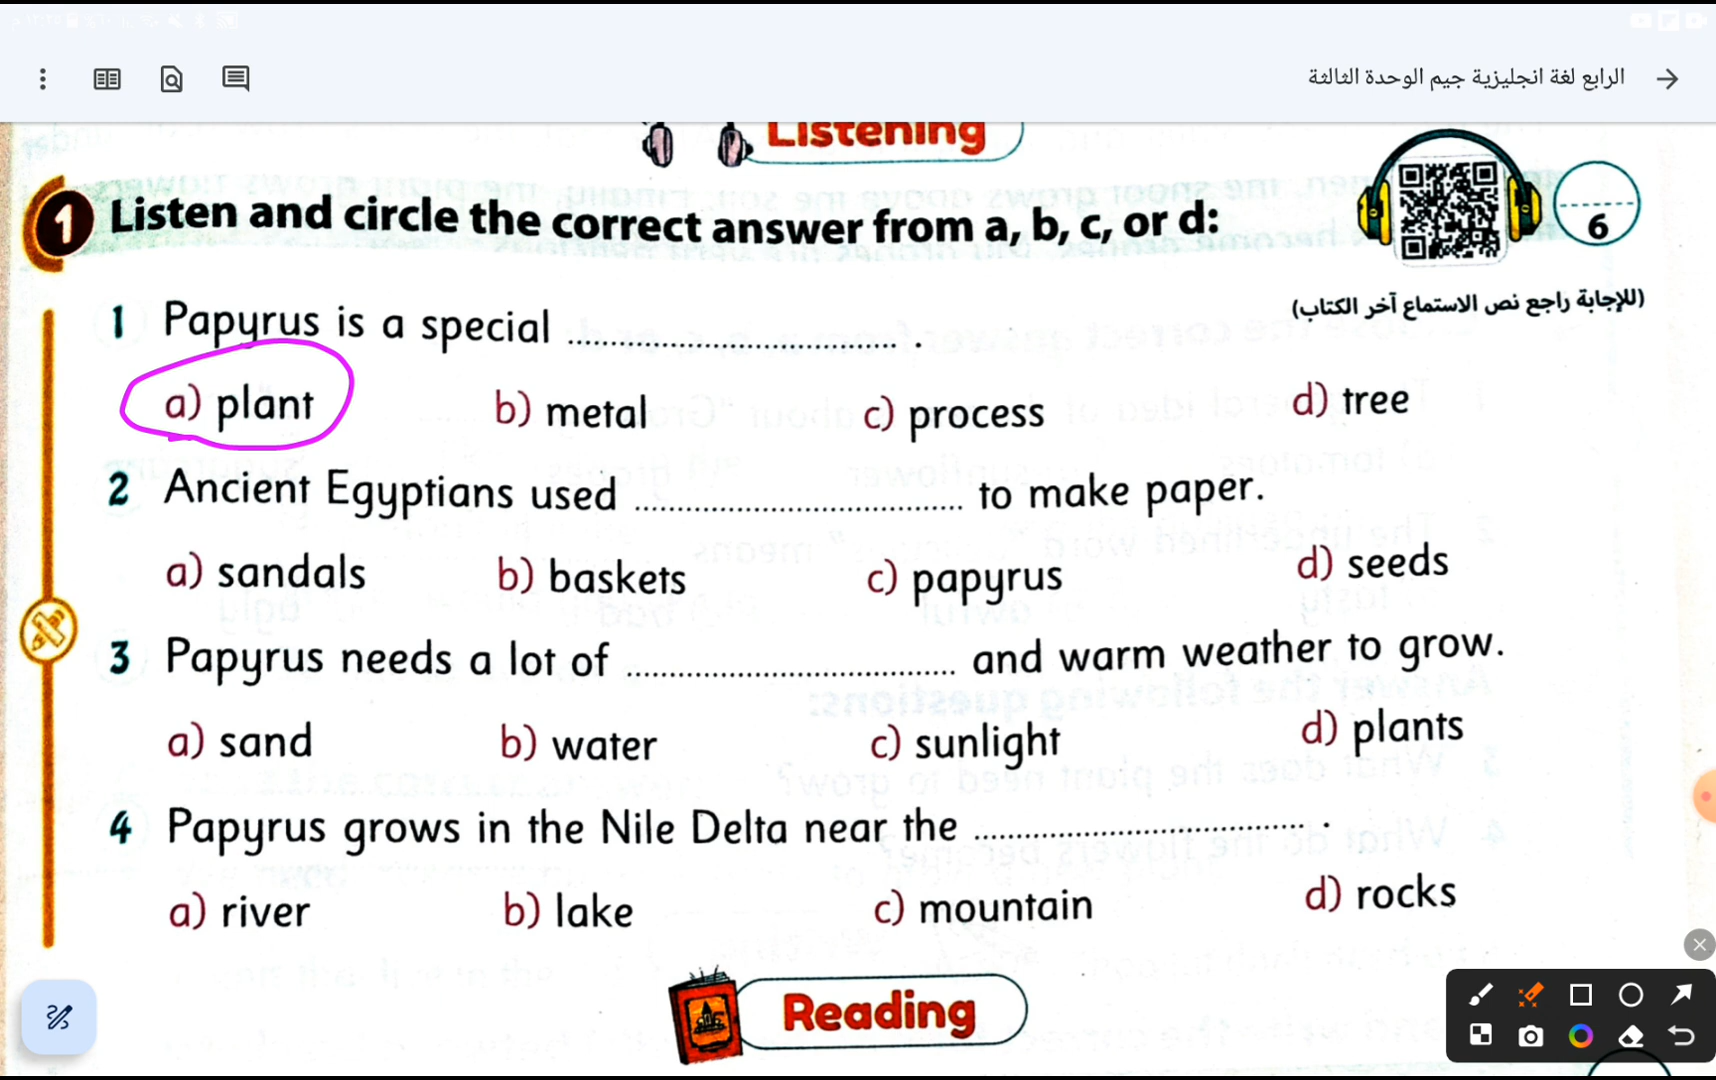 الرابع لغة انجليزية جيم الوحدة الثالثة
Listening
1 Listen and circle the correct answer from a, b, c, or d:
6
(للإجابة راجع نص الاستماع آخر الكتاب)
1 Papyrus is a special .................................. .
a) plant b) metal c) process d) tree
2 Ancient Egyptians used .................................. to make paper.
a) sandals b) baskets c) papyrus d) seeds
3 Papyrus needs a lot of .................................. and warm weather to grow.
a) sand b) water c) sunlight d) plants
4 Papyrus grows in the Nile Delta near the .................................. .
a) river b) lake c) mountain d) rocks
Reading